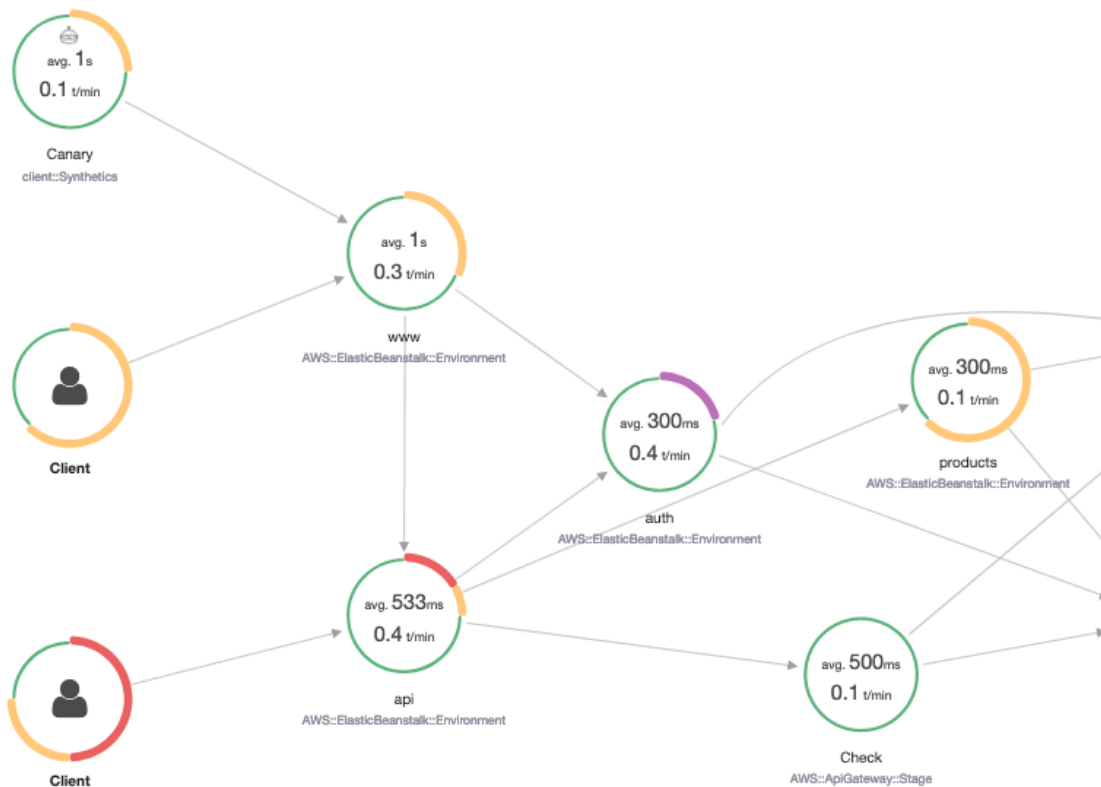 avg. 1s
0.1 t/min
Canary
client::Synthetics
avg. 1s
0.3 t/min
www
AWS::ElasticBeanstalk::Environment
Client
avg. 300ms
0.4 t/min
auth
AWS::ElasticBeanstalk::Environment
avg. 300ms
0.1 t/min
products
AWS::ElasticBeanstalk::Environment
avg. 533ms
0.4 t/min
api
AWS::ElasticBeanstalk::Environment
Client
avg. 500ms
0.1 t/min
Check
AWS::ApiGateway::Stage